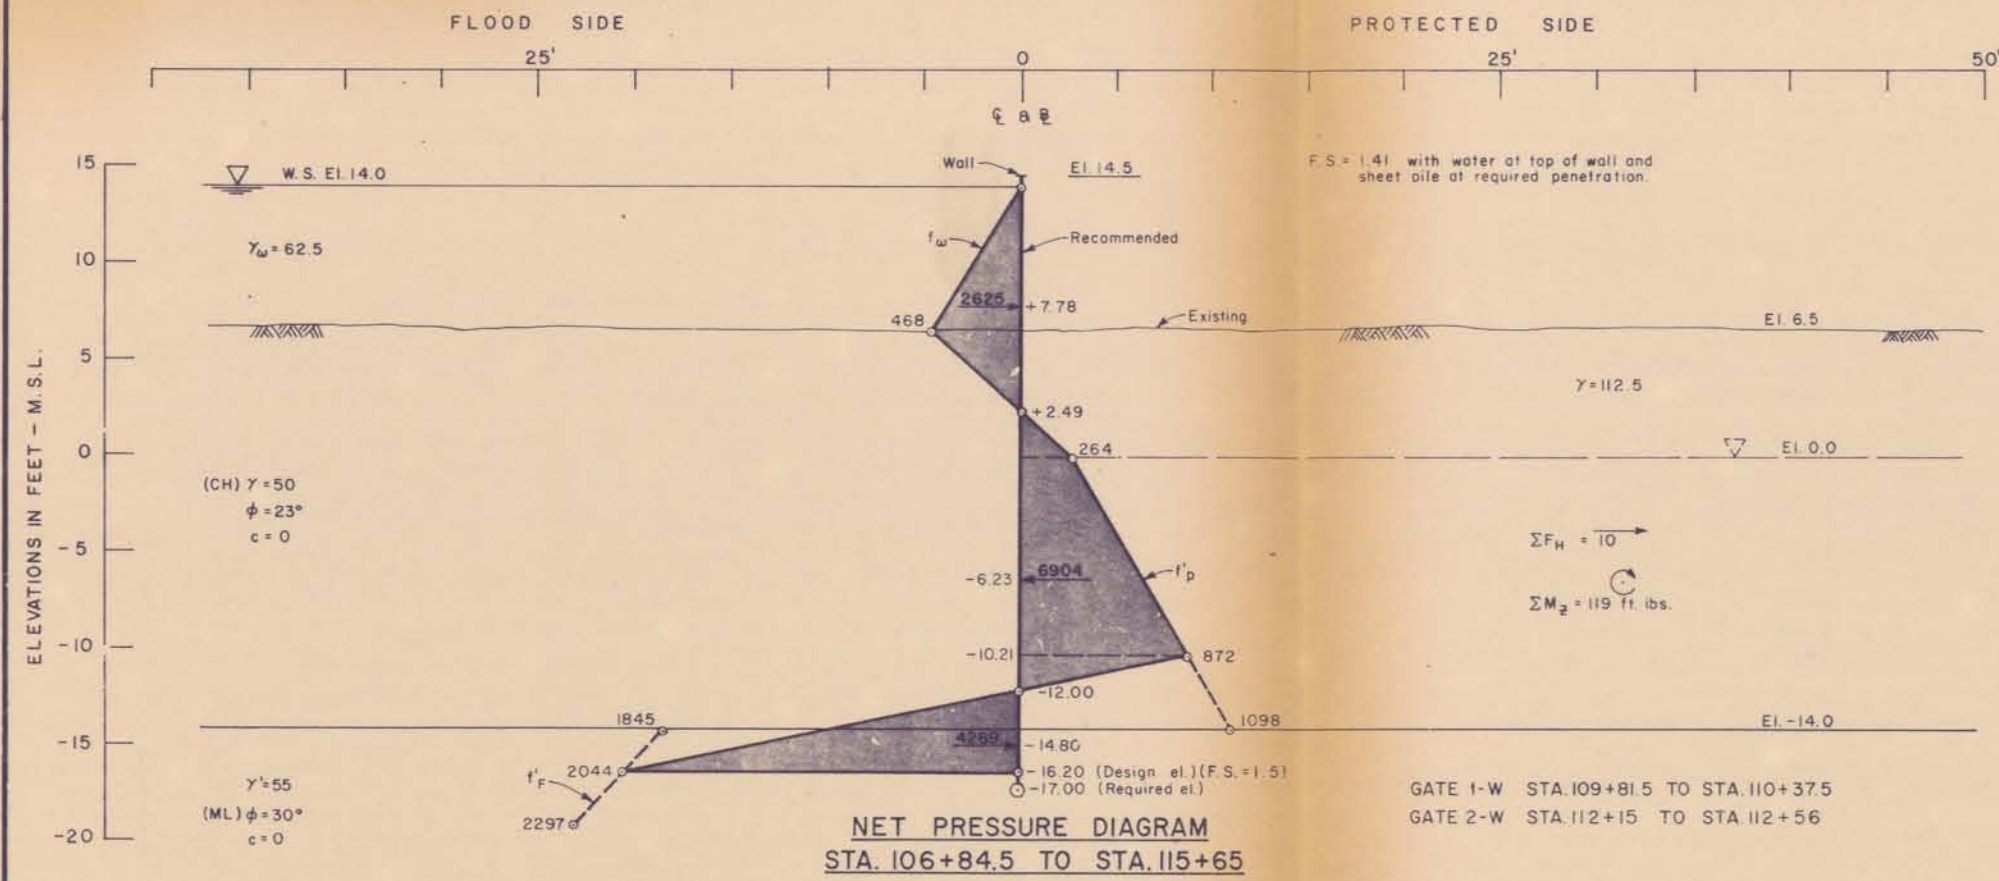 FLOOD SIDE
PROTECTED SIDE
25'
0
25'
50'
℄ & B̸L
15
W.S. El. 14.0
Wall
El. 14.5
F.S. = 1.41 with water at top of wall and
sheet pile at required penetration.
γω = 62.5
fω
Recommended
10
2625
+7.78
468
Existing
El. 6.5
5
γ = 112.5
+2.49
0
264
El. 0.0
ELEVATIONS IN FEET – M.S.L.
(CH) γ = 50
φ = 23°
c = 0
-5
ΣF_H = 10
-6.23
6904
f'p
ΣM_z = 119 ft. lbs.
-10
-10.21
872
-12.00
1845
1098
El. -14.0
-15
4269
-14.80
2044
-16.20 (Design el.) (F.S. = 1.5)
f'F
-17.00 (Required el.)
γ' = 55
(ML) φ = 30°
c = 0
GATE 1-W STA. 109+81.5 TO STA. 110+37.5
GATE 2-W STA. 112+15 TO STA. 112+56
-20
2297
NET PRESSURE DIAGRAM
STA. 106+84.5 TO STA. 115+65